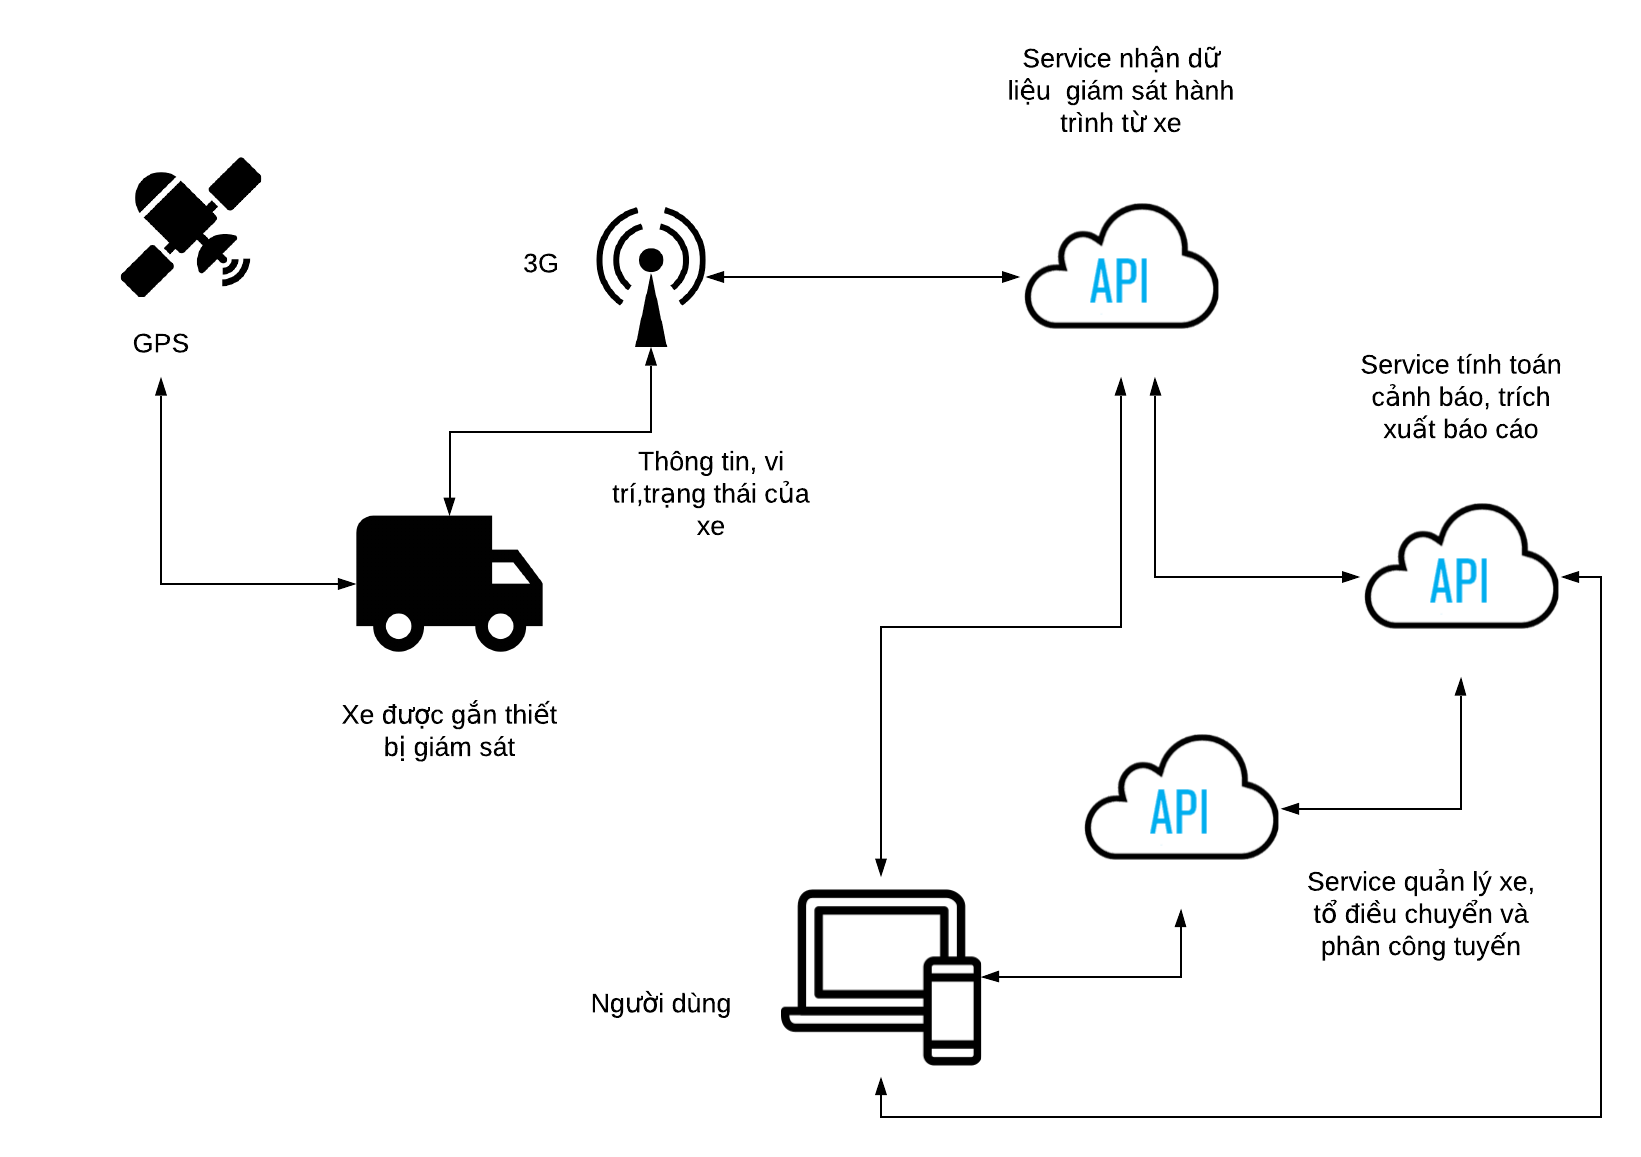 Service nhận dữ
liệu  giám sát hành
trình từ xe
3G
API
GPS
Service tính toán
cảnh báo, trích
xuất báo cáo
Thông tin, vi
trí,trạng thái của
xe
API
Xe được gắn thiết
bị giám sát
API
Service quản lý xe,
tổ điều chuyển và
phân công tuyến
Người dùng